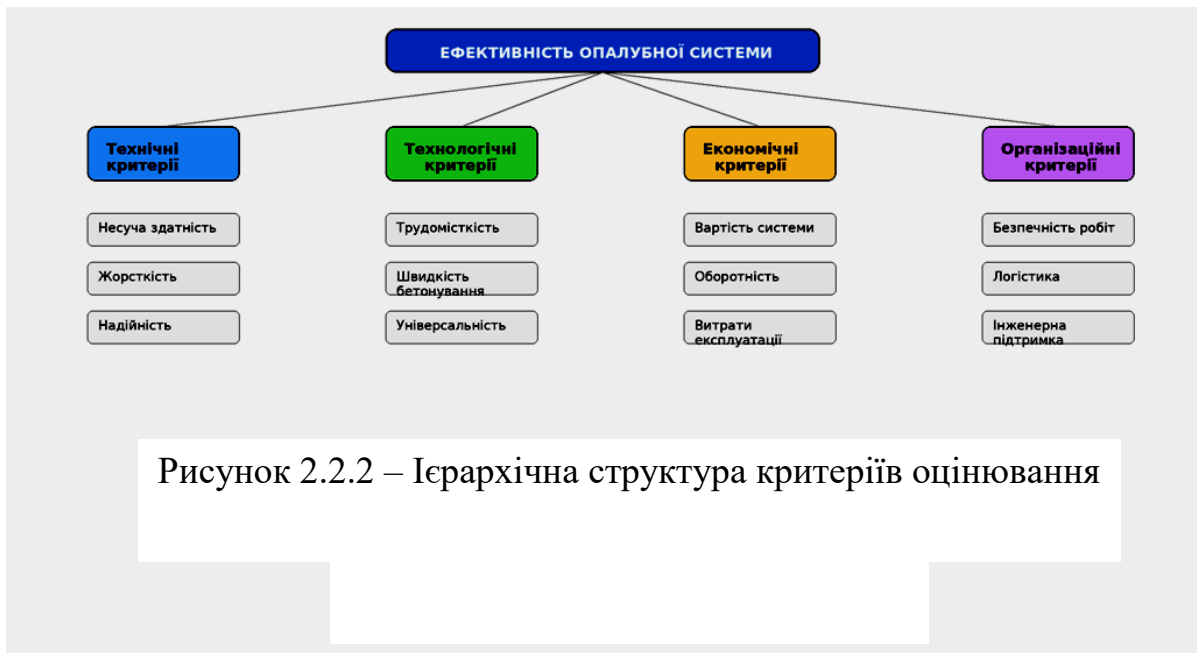 ЕФЕКТИВНІСТЬ ОПАЛУБНОЇ СИСТЕМИ
Технічні
критерії
Несуча здатність
Жорсткість
Надійність
Технологічні
критерії
Трудомісткість
Швидкість
бетонування
Універсальність
Економічні
критерії
Вартість системи
Оборотність
Витрати
експлуатації
Організаційні
критерії
Безпечність робіт
Логістика
Інженерна
підтримка
Рисунок 2.2.2 – Ієрархічна структура критеріїв оцінювання